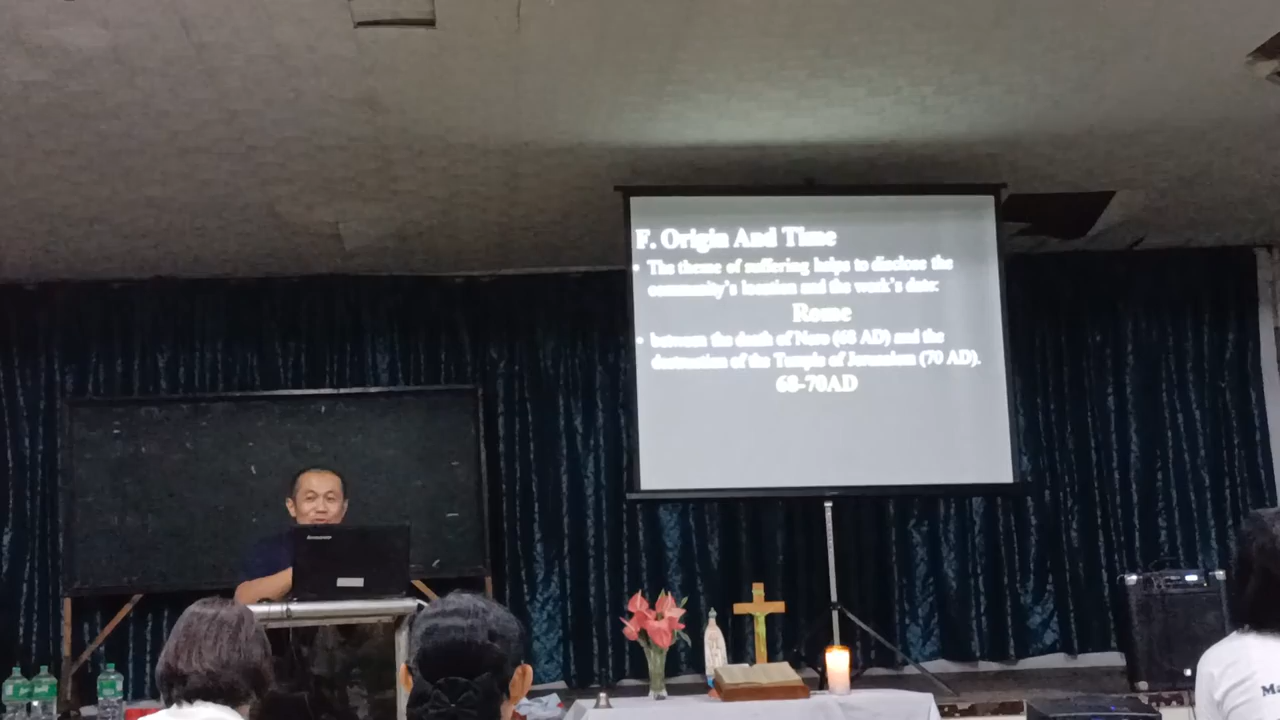 F. Origin And Time
• The theme of suffering helps to disclose the
community's location and the work's date:
Rome
• between the death of Nero (68 AD) and the
destruction of the Temple of Jerusalem (70 AD).
68-70AD
lenovo